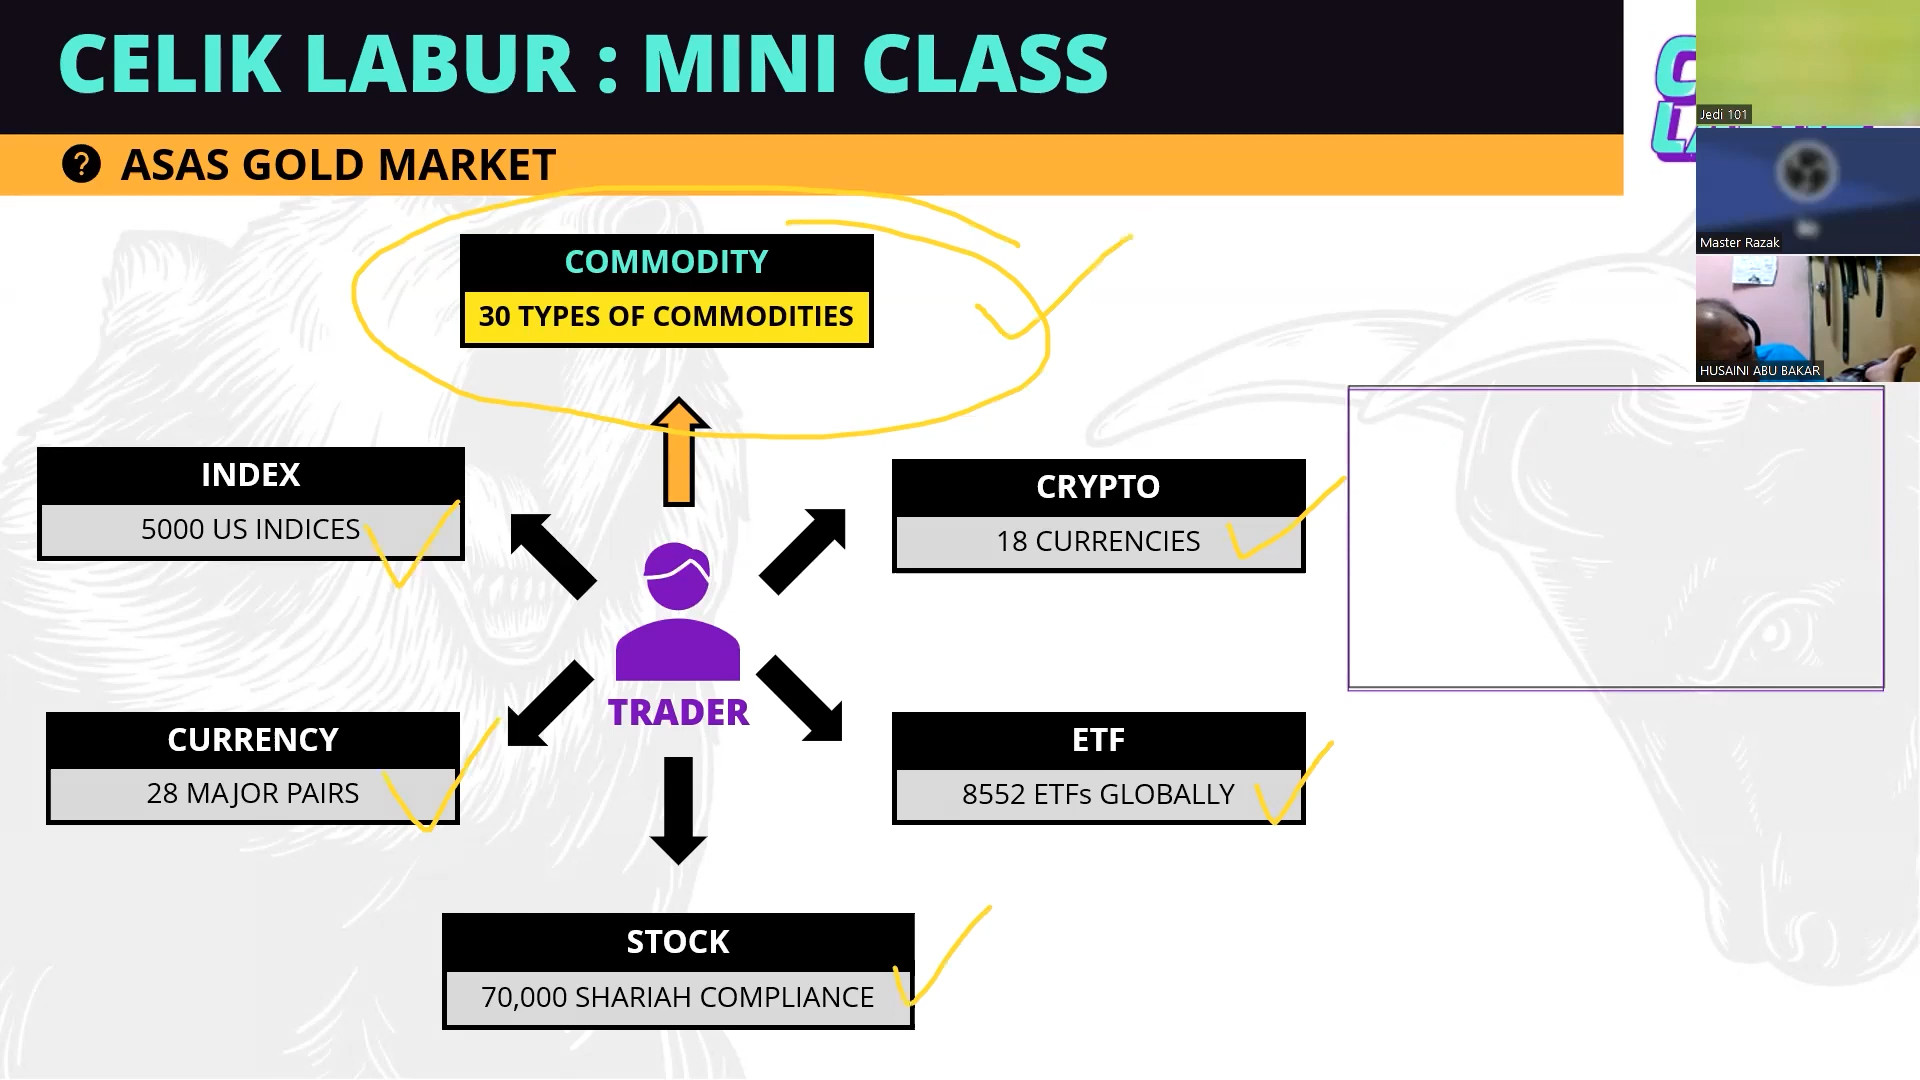 CELIK LABUR : MINI CLASS
? ASAS GOLD MARKET
Jedi 101
Master Razak
HUSAINI ABU BAKAR
COMMODITY
30 TYPES OF COMMODITIES
INDEX
5000 US INDICES
CRYPTO
18 CURRENCIES
TRADER
CURRENCY
28 MAJOR PAIRS
ETF
8552 ETFs GLOBALLY
STOCK
70,000 SHARIAH COMPLIANCE